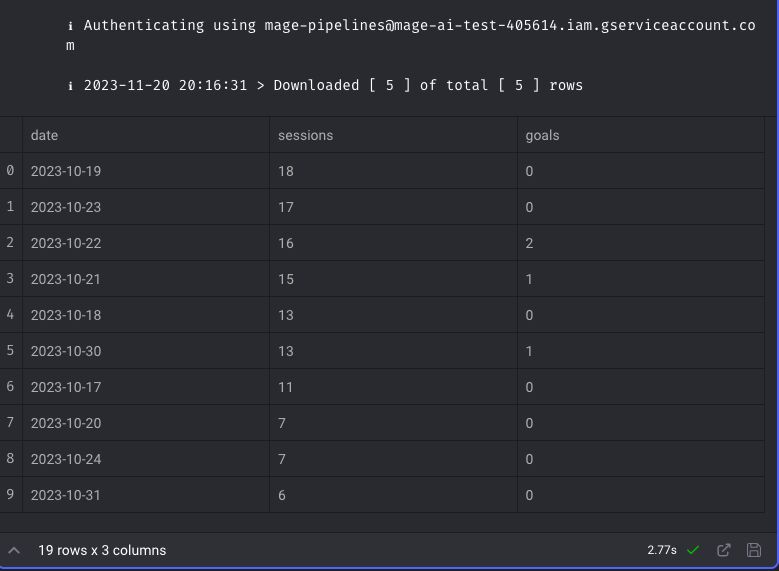 ℹ Authenticating using mage-pipelines@mage-ai-test-405614.iam.gserviceaccount.co
m
ℹ 2023-11-20 20:16:31 > Downloaded [ 5 ] of total [ 5 ] rows
date sessions goals
0 2023-10-19 18 0
1 2023-10-23 17 0
2 2023-10-22 16 2
3 2023-10-21 15 1
4 2023-10-18 13 0
5 2023-10-30 13 1
6 2023-10-17 11 0
7 2023-10-20 7 0
8 2023-10-24 7 0
9 2023-10-31 6 0
19 rows x 3 columns 2.77s